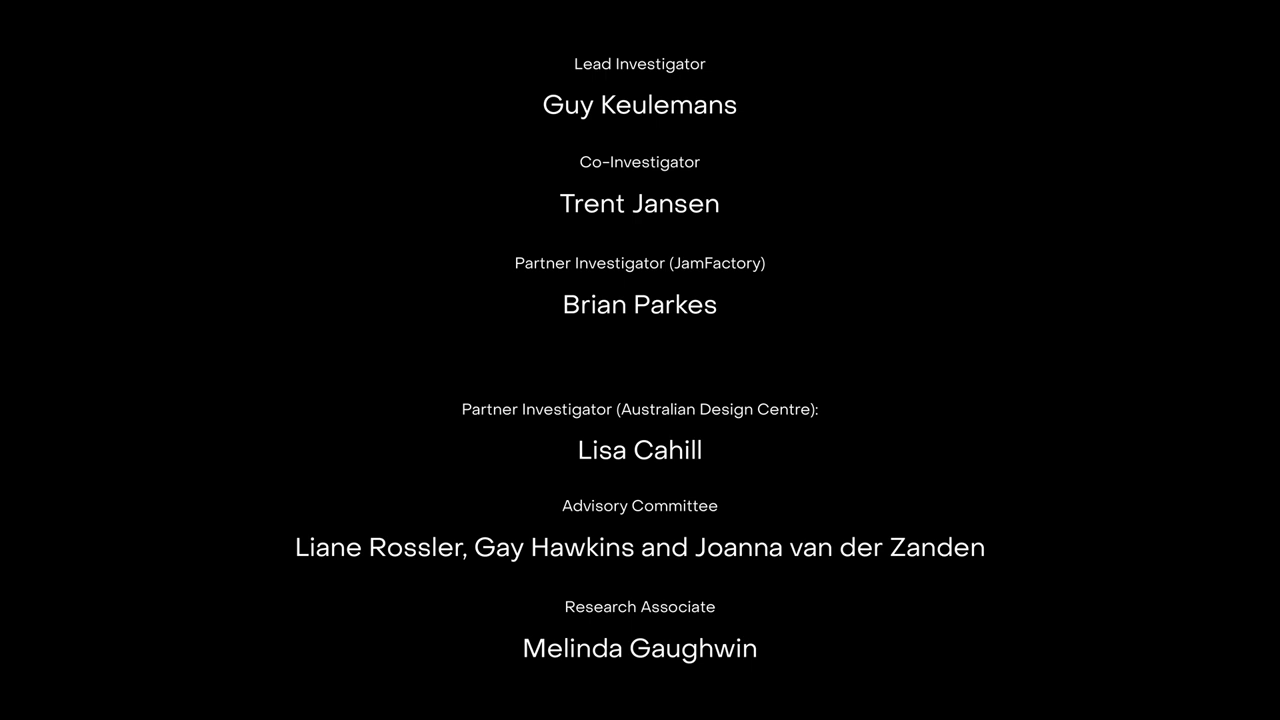 Lead Investigator
Guy Keulemans
Co-Investigator
Trent Jansen
Partner Investigator (JamFactory)
Brian Parkes
Partner Investigator (Australian Design Centre):
Lisa Cahill
Advisory Committee
Liane Rossler, Gay Hawkins and Joanna van der Zanden
Research Associate
Melinda Gaughwin